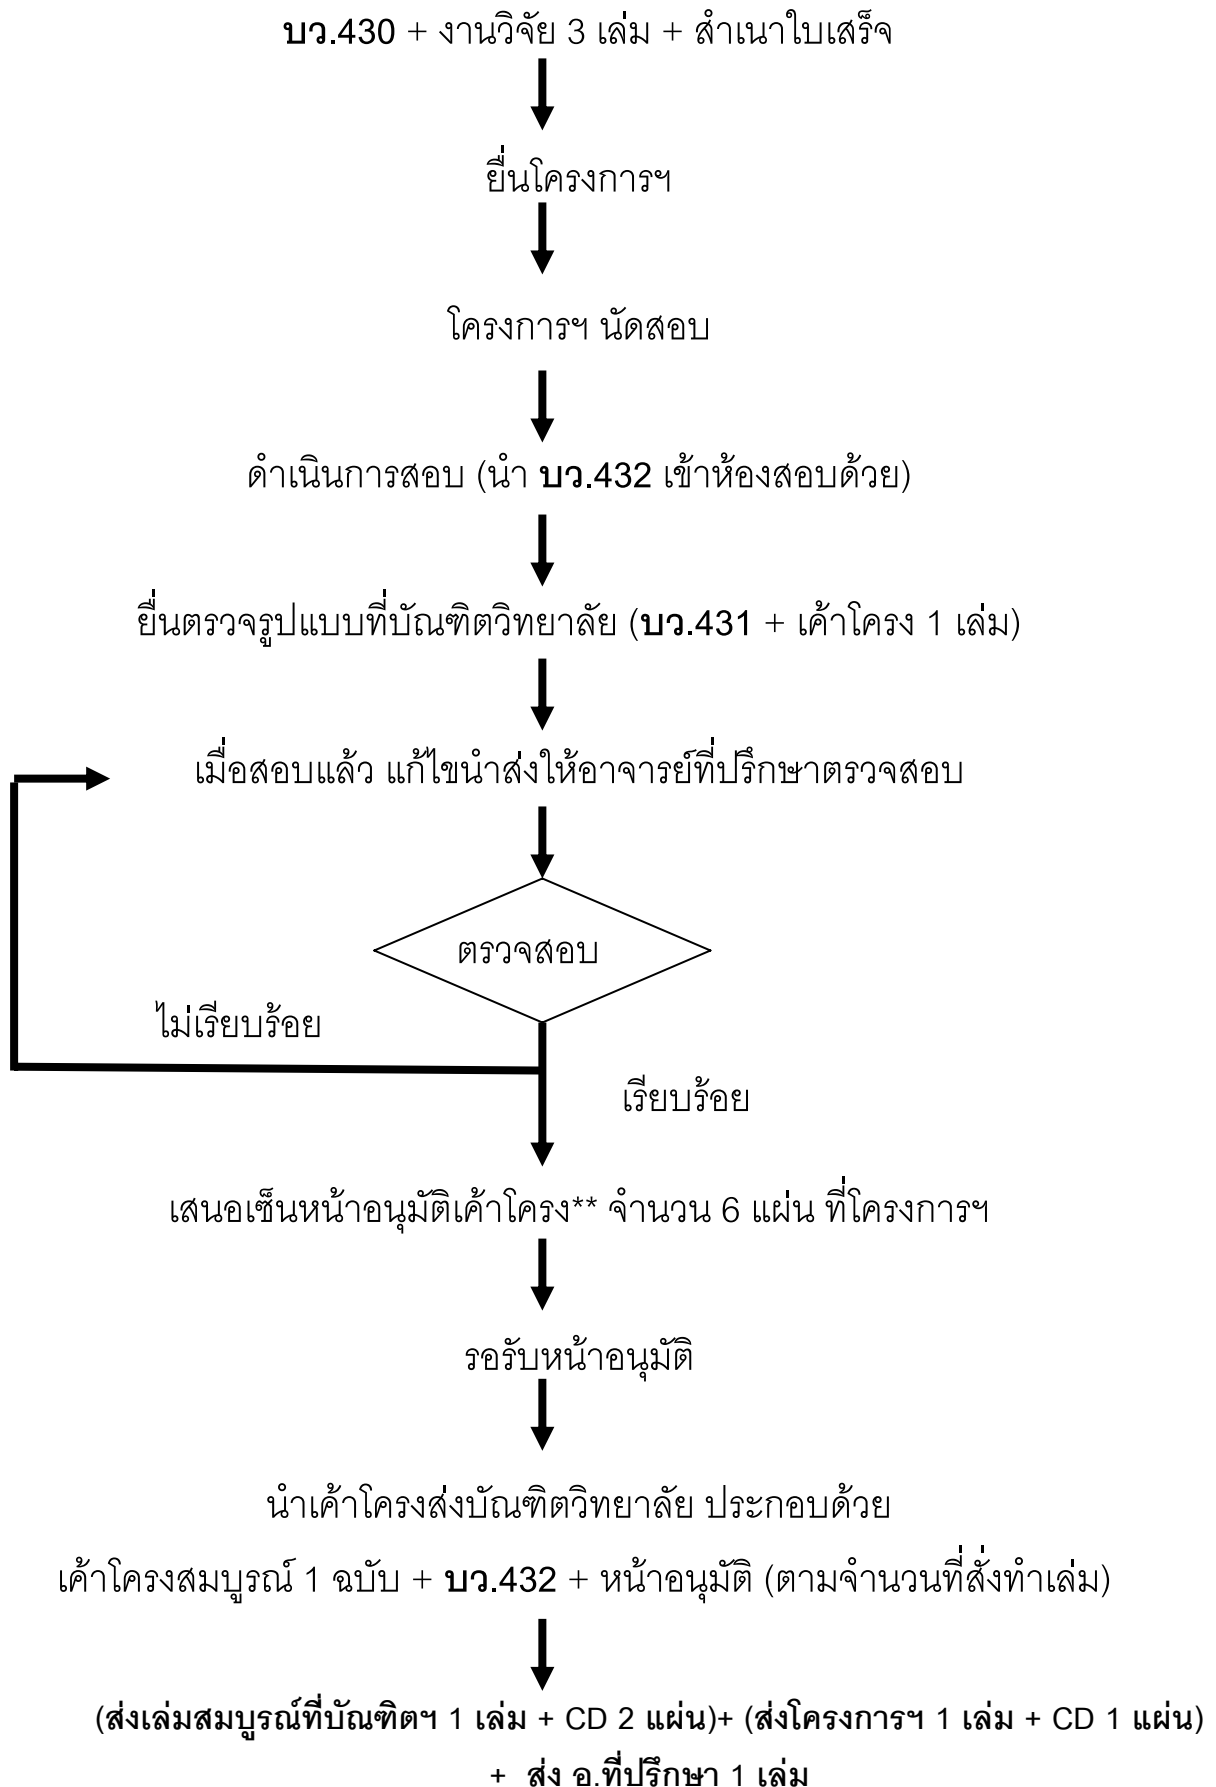 บว.430 + งานวิจัย 3 เล่ม + สำเนาใบเสร็จ
ยื่นโครงการฯ
โครงการฯ นัดสอบ
ดำเนินการสอบ (นำ บว.432 เข้าห้องสอบด้วย)
ยื่นตรวจรูปแบบที่บัณฑิตวิทยาลัย (บว.431 + เค้าโครง 1 เล่ม)
เมื่อสอบแล้ว แก้ไขนำส่งให้อาจารย์ที่ปรึกษาตรวจสอบ
ตรวจสอบ
ไม่เรียบร้อย
เรียบร้อย
เสนอเซ็นหน้าอนุมัติเค้าโครง** จำนวน 6 แผ่น ที่โครงการฯ
รอรับหน้าอนุมัติ
นำเค้าโครงส่งบัณฑิตวิทยาลัย ประกอบด้วย
เค้าโครงสมบูรณ์ 1 ฉบับ + บว.432 + หน้าอนุมัติ (ตามจำนวนที่สั่งทำเล่ม)
(ส่งเล่มสมบูรณ์ที่บัณฑิตฯ 1 เล่ม + CD 2 แผ่น)+ (ส่งโครงการฯ 1 เล่ม + CD 1 แผ่น)
+ ส่ง อ.ที่ปรึกษา 1 เล่ม